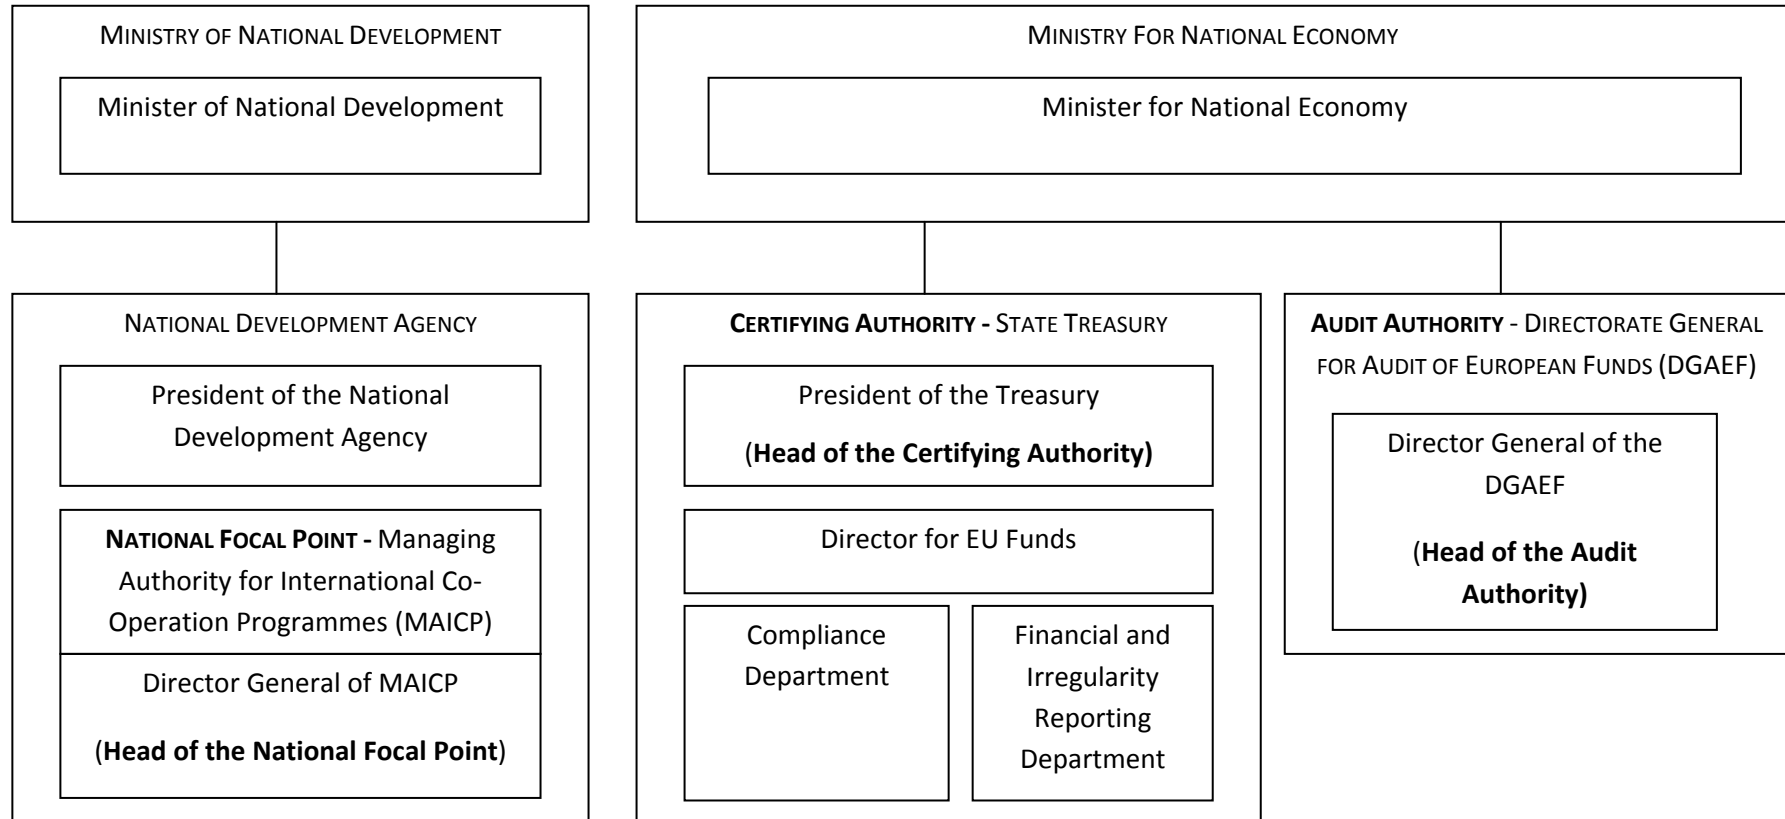 MINISTRY OF NATIONAL DEVELOPMENT
Minister of National Development
MINISTRY FOR NATIONAL ECONOMY
Minister for National Economy
NATIONAL DEVELOPMENT AGENCY
President of the National
Development Agency
NATIONAL FOCAL POINT - Managing
Authority for International Co-
Operation Programmes (MAICP)
Director General of MAICP
(Head of the National Focal Point)
CERTIFYING AUTHORITY - STATE TREASURY
President of the Treasury
(Head of the Certifying Authority)
Director for EU Funds
Compliance
Department
Financial and
Irregularity
Reporting
Department
AUDIT AUTHORITY - DIRECTORATE GENERAL
FOR AUDIT OF EUROPEAN FUNDS (DGAEF)
Director General of the
DGAEF
(Head of the Audit
Authority)